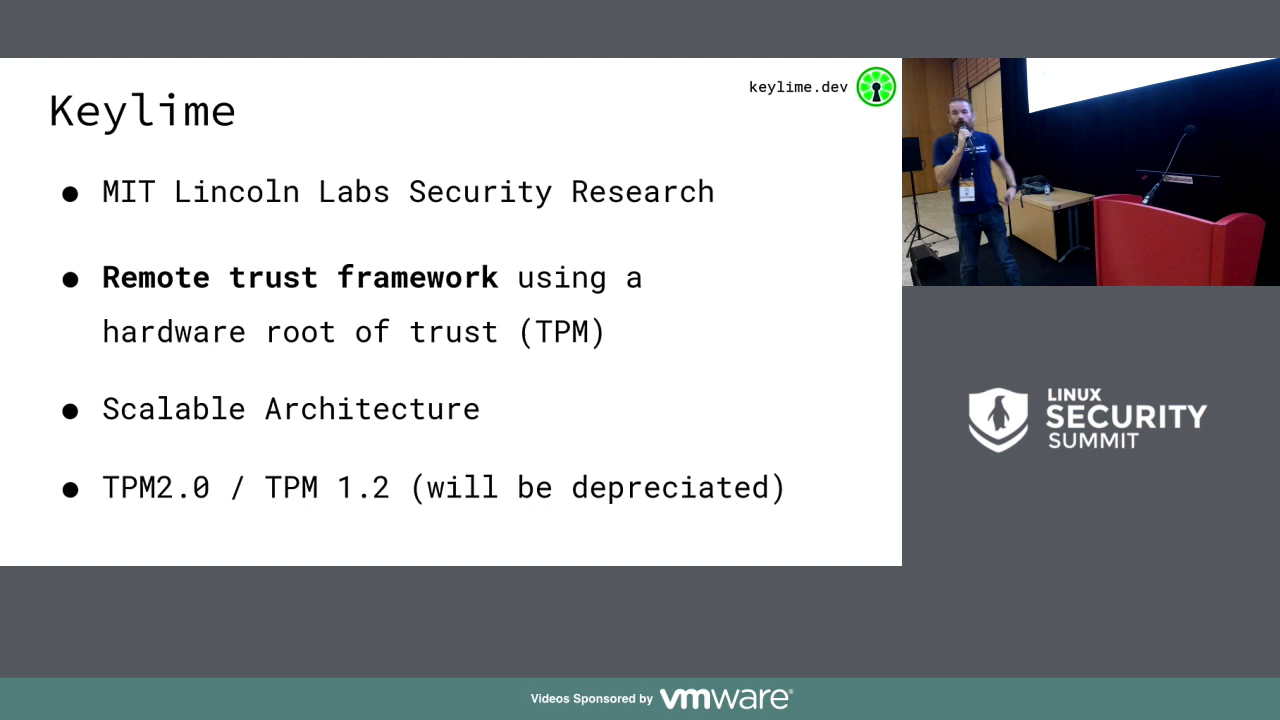 keylime.dev
Keylime
● MIT Lincoln Labs Security Research
● Remote trust framework using a
hardware root of trust (TPM)
● Scalable Architecture
● TPM2.0 / TPM 1.2 (will be depreciated)
LINUX
SECURITY
SUMMIT
Videos Sponsored by vmware®